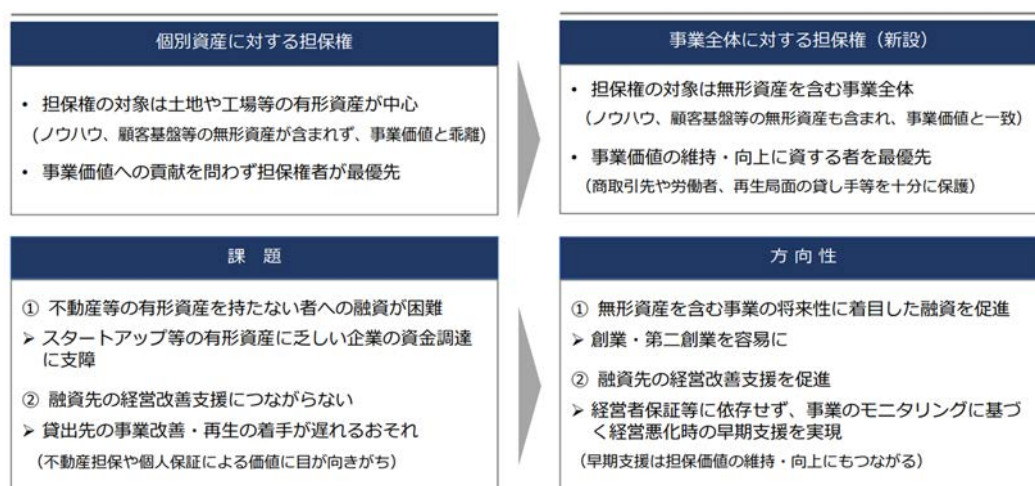 個別資産に対する担保権
• 担保権の対象は土地や工場等の有形資産が中心
(ノウハウ、顧客基盤等の無形資産が含まれず、事業価値と乖離)
• 事業価値への貢献を問わず担保権者が最優先
事業全体に対する担保権（新設）
• 担保権の対象は無形資産を含む事業全体
(ノウハウ、顧客基盤等の無形資産も含まれ、事業価値と一致)
• 事業価値の維持・向上に資する者を最優先
(商取引先や労働者、再生局面の貸し手等を十分に保護)
課 題
① 不動産等の有形資産を持たない者への融資が困難
➢ スタートアップ等の有形資産に乏しい企業の資金調達
に支障
② 融資先の経営改善支援につながらない
➢ 貸出先の事業改善・再生の着手が遅れるおそれ
(不動産担保や個人保証による価値に目が向きがち)
方 向 性
① 無形資産を含む事業の将来性に着目した融資を促進
➢ 創業・第二創業を容易に
② 融資先の経営改善支援を促進
➢ 経営者保証等に依存せず、事業のモニタリングに基づ
く経営悪化時の早期支援を実現
(早期支援は担保価値の維持・向上にもつながる)